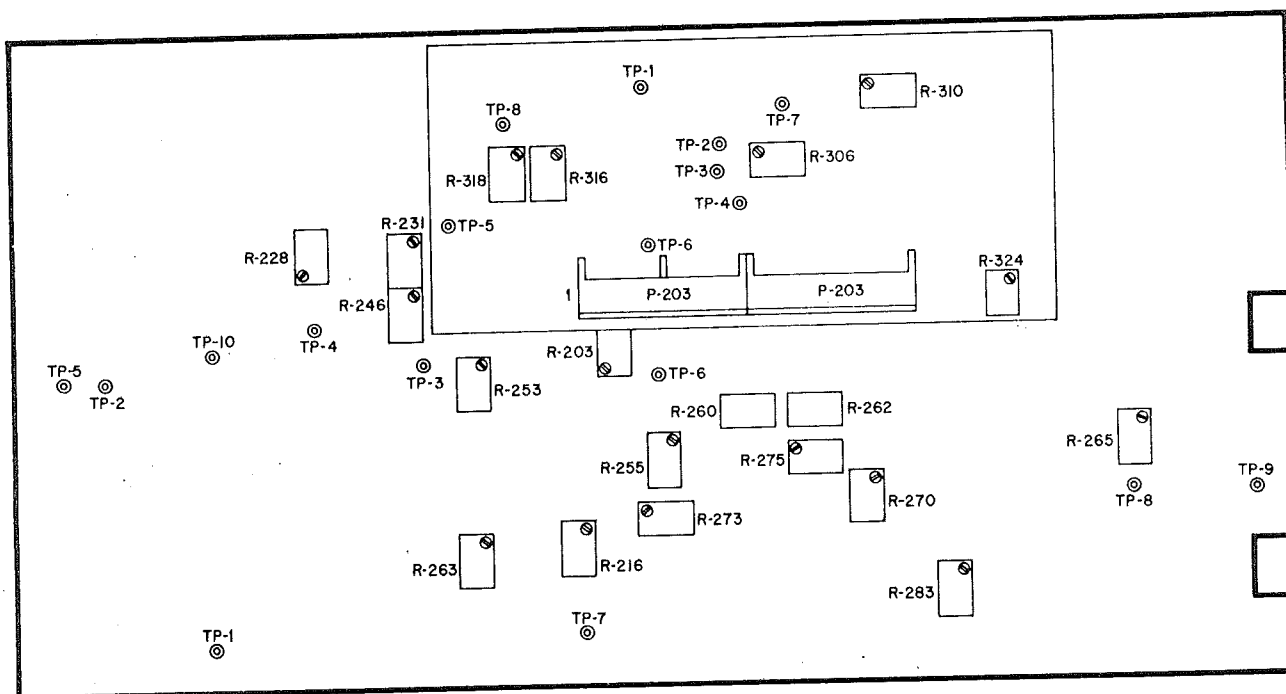 TP-1
R-310
TP-8
TP-7
TP-2
R-306
TP-3
R-318
R-316
TP-4
R-231
TP-5
TP-6
R-228
R-324
R-246
1
P-203
P-203
TP-4
R-203
TP-10
TP-3
R-253
TP-6
TP-5
TP-2
R-260
R-262
R-265
R-255
R-275
TP-9
TP-8
R-270
R-273
R-263
R-216
R-283
TP-7
TP-1